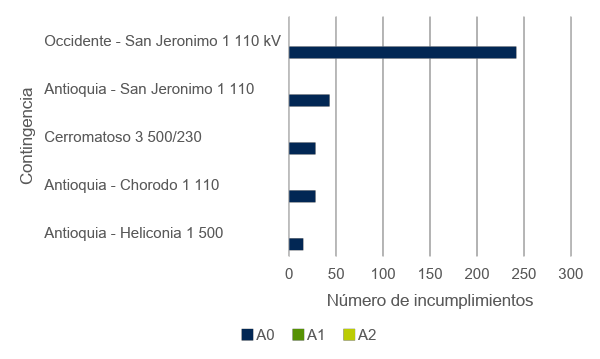 Contingencia
Occidente - San Jeronimo 1 110 kV
Antioquia - San Jeronimo 1 110
Cerromatoso 3 500/230
Antioquia - Chorodo 1 110
Antioquia - Heliconia 1 500
0 50 100 150 200 250 300
Número de incumplimientos
A0 A1 A2